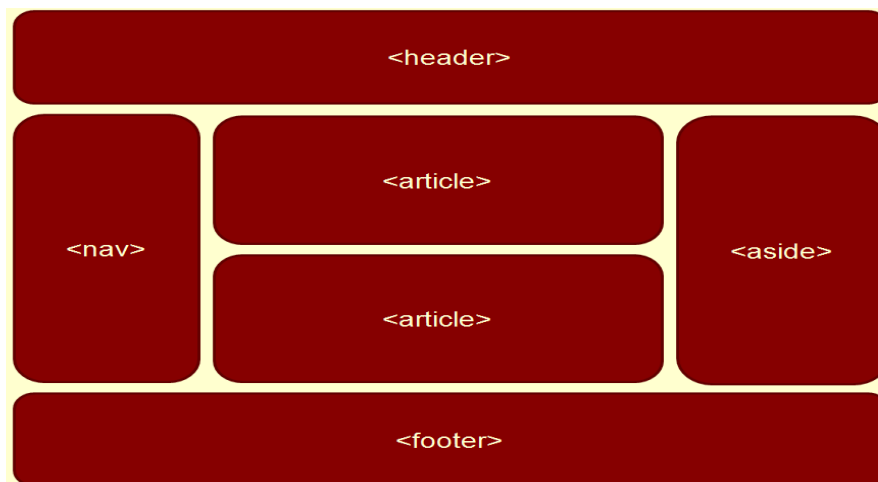 <header>
<nav>
<article>
<article>
<aside>
<footer>